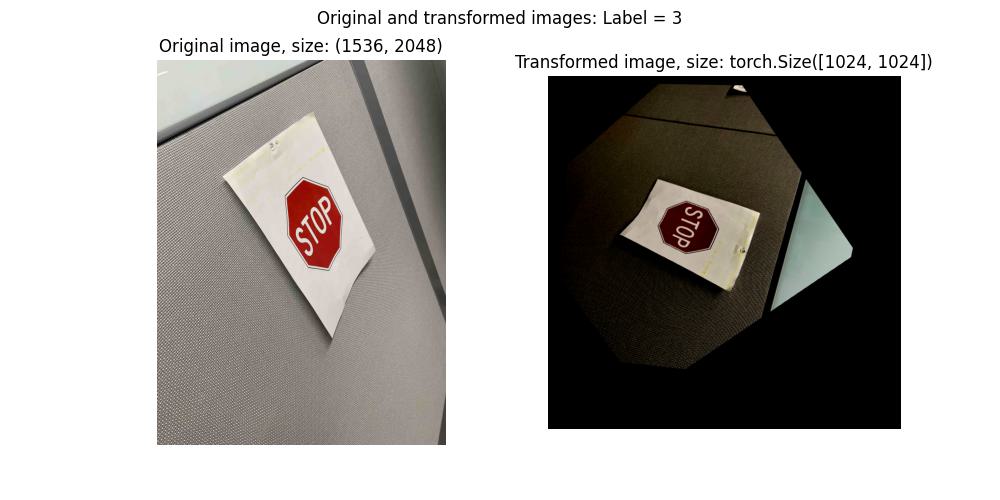 Original and transformed images: Label = 3
Original image, size: (1536, 2048)
STOP
Transformed image, size: torch.Size([1024, 1024])
STOP